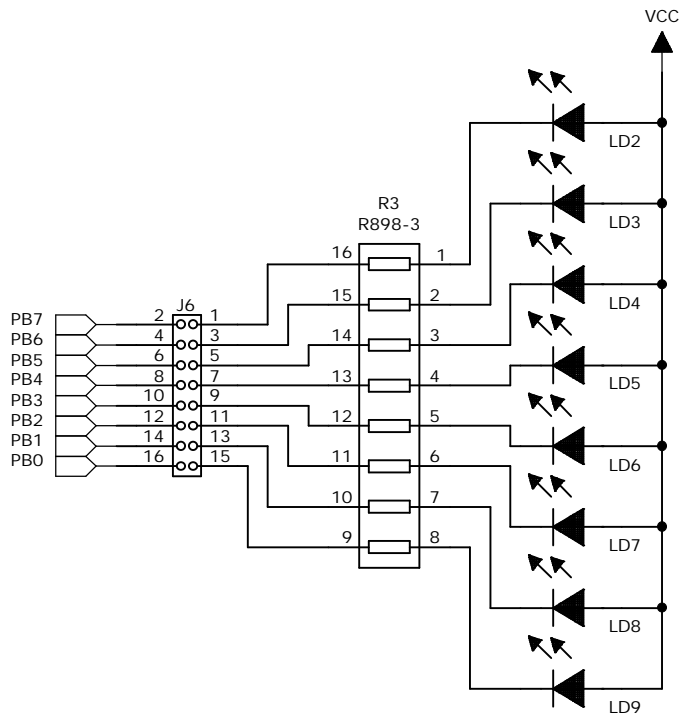 VCC
LD2
R3
R898-3
LD3
16 1
15 2
LD4
J6
PB7 2 1
PB6 4 3 14 3
PB5 6 5
PB4 8 7 13 4 LD5
PB3 10 9
PB2 12 11 12 5
PB1 14 13
PB0 16 15 11 6 LD6
10 7
LD7
9 8
LD8
LD9